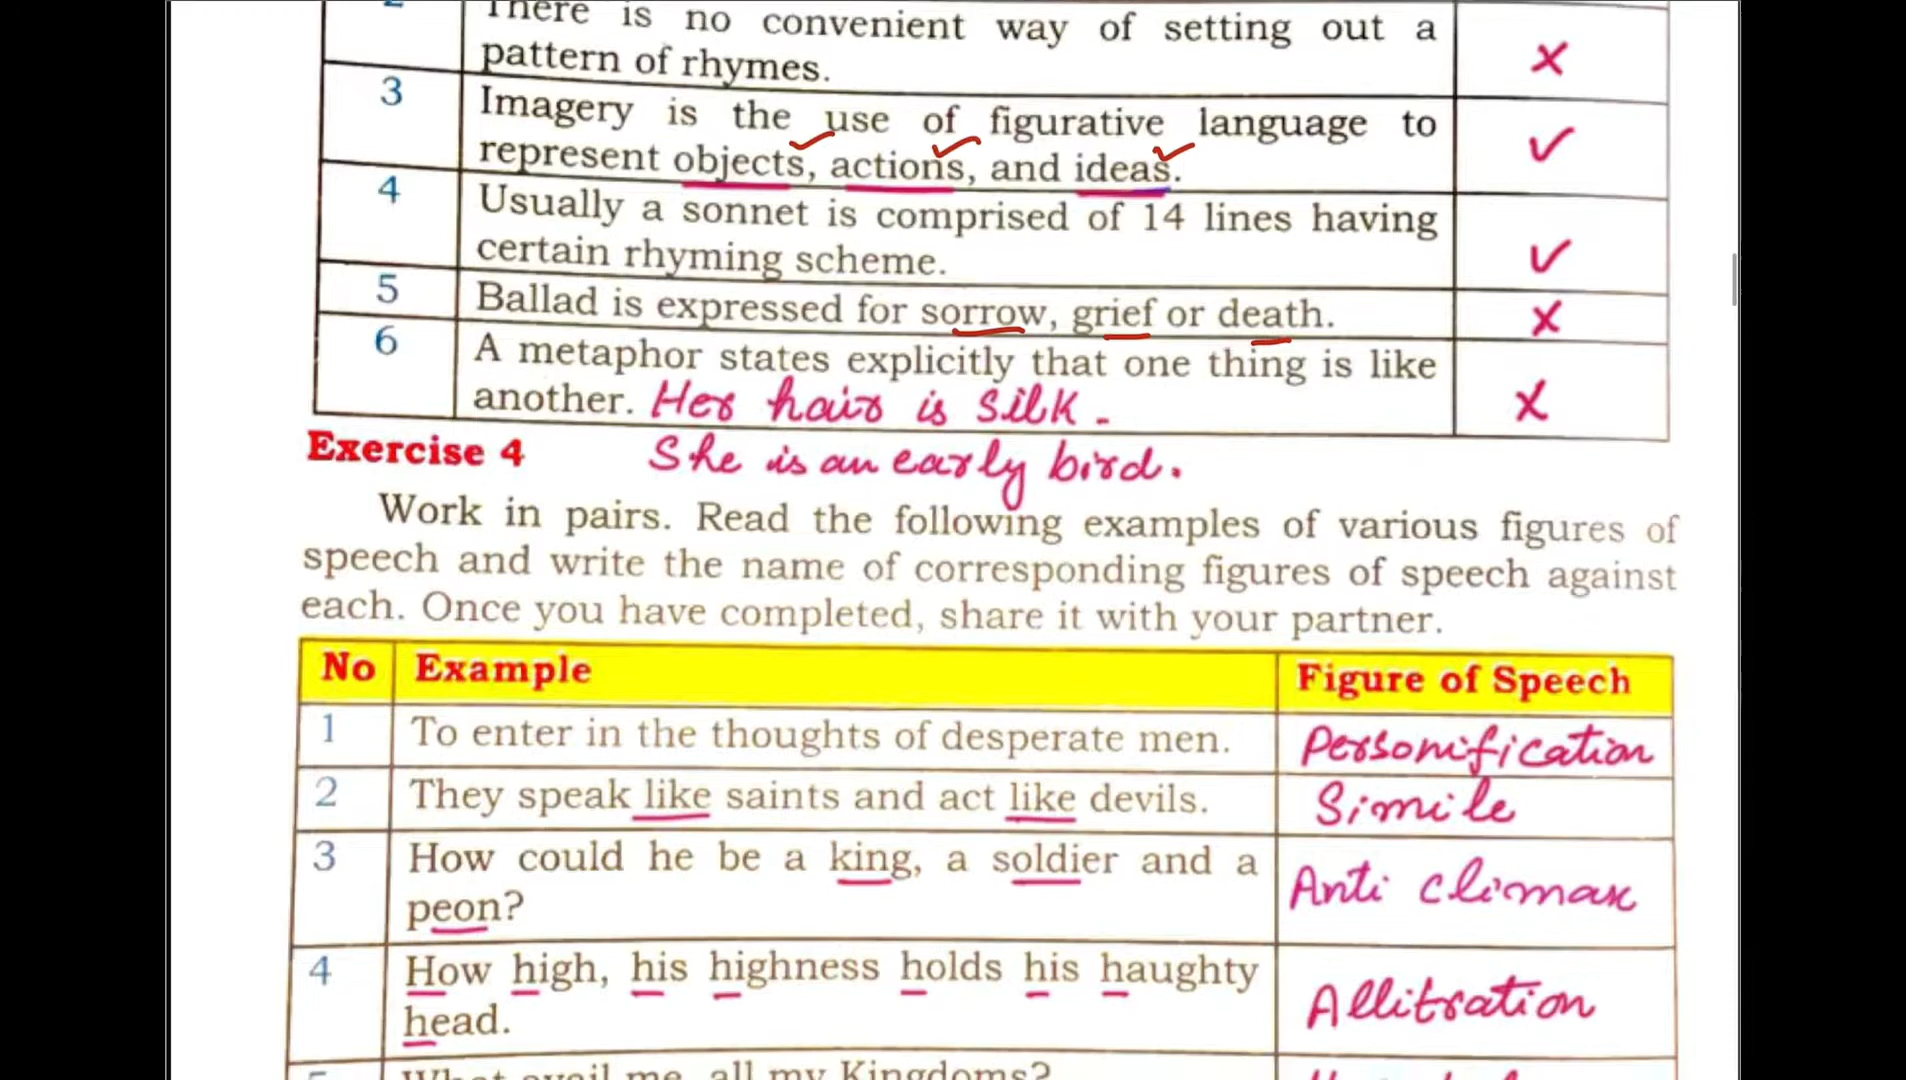 There is no convenient way of setting out a
pattern of rhymes. ×
3 Imagery is the use of figurative language to
represent objects, actions, and ideas. ✓
4 Usually a sonnet is comprised of 14 lines having
certain rhyming scheme. ✓
5 Ballad is expressed for sorrow, grief or death. ×
6 A metaphor states explicitly that one thing is like
another. Her hair is silk. ×
Exercise 4 She is an early bird.
Work in pairs. Read the following examples of various figures of
speech and write the name of corresponding figures of speech against
each. Once you have completed, share it with your partner.
No Example Figure of Speech
1 To enter in the thoughts of desperate men. Personification
2 They speak like saints and act like devils. Simile
3 How could he be a king, a soldier and a
peon? Anti climax
4 How high, his highness holds his haughty
head. Allitration
What avail me, all my Kingdoms?